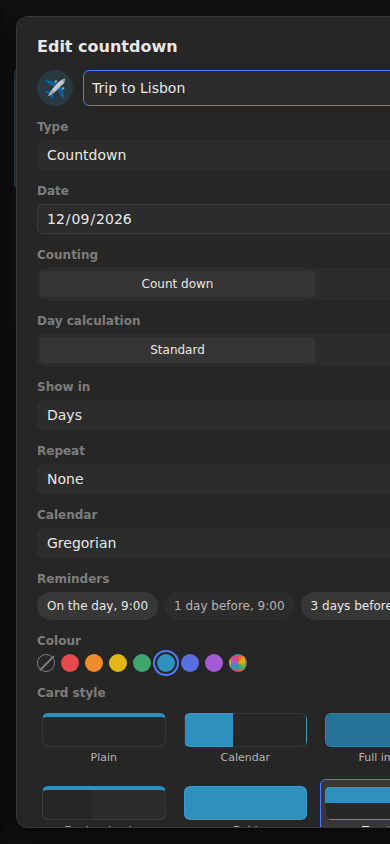 Edit countdown
Trip to Lisbon
Type
Countdown
Date
12/09/2026
Counting
Count down
Day calculation
Standard
Show in
Days
Repeat
None
Calendar
Gregorian
Reminders
On the day, 9:00 1 day before, 9:00 3 days before
Colour
Card style
Plain Calendar Full